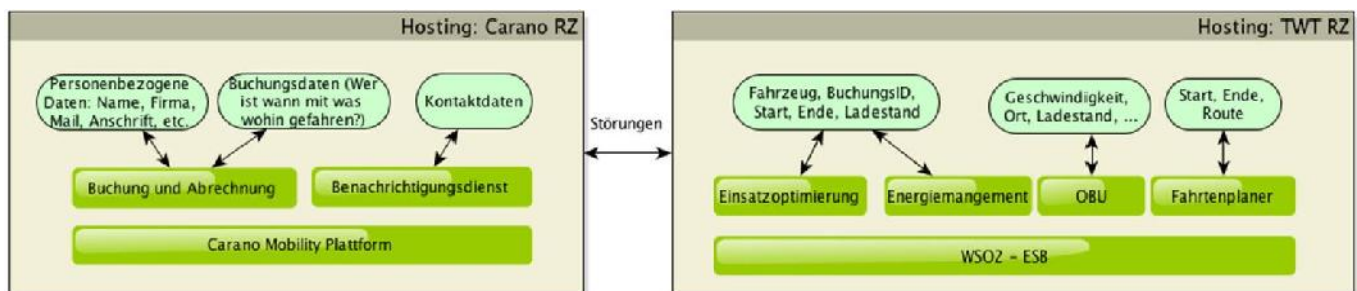 Hosting: Carano RZ
Personenbezogene
Daten: Name, Firma,
Mail, Anschrift, etc.
Buchungsdaten (Wer
ist wann mit was
wohin gefahren?)
Kontaktdaten
Buchung und Abrechnung
Benachrichtigungsdienst
Carano Mobility Plattform
Störungen
Hosting: TWT RZ
Fahrzeug, BuchungsID,
Start, Ende, Ladestand
Geschwindigkeit,
Ort, Ladestand, ...
Start, Ende,
Route
Einsatzoptimierung
Energiemangement
OBU
Fahrtenplaner
WSO2 - ESB